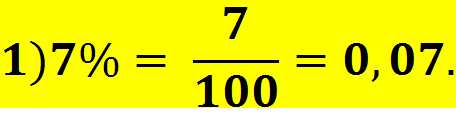 1)7% = 7/100 = 0,07.